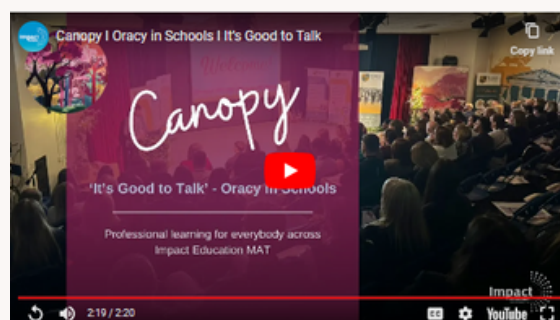 Canopy I Oracy in Schools I It's Good to Talk
Copy link
Canopy
'It's Good to Talk' - Oracy in Schools
Professional learning for everybody across
Impact Education MAT
Impact
2:19 / 2:20
CC
YouTube